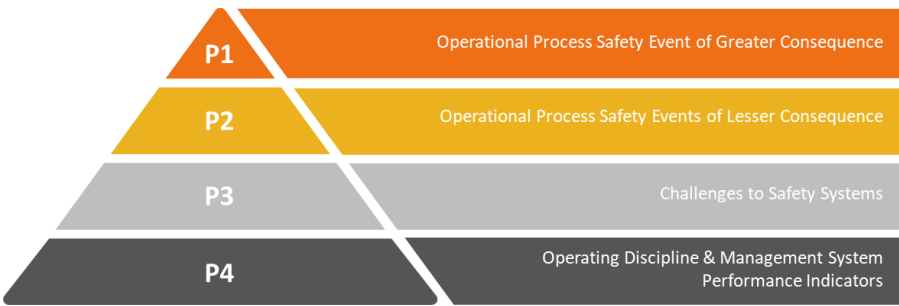 P1
Operational Process Safety Event of Greater Consequence
P2
Operational Process Safety Events of Lesser Consequence
P3
Challenges to Safety Systems
P4
Operating Discipline & Management System
Performance Indicators